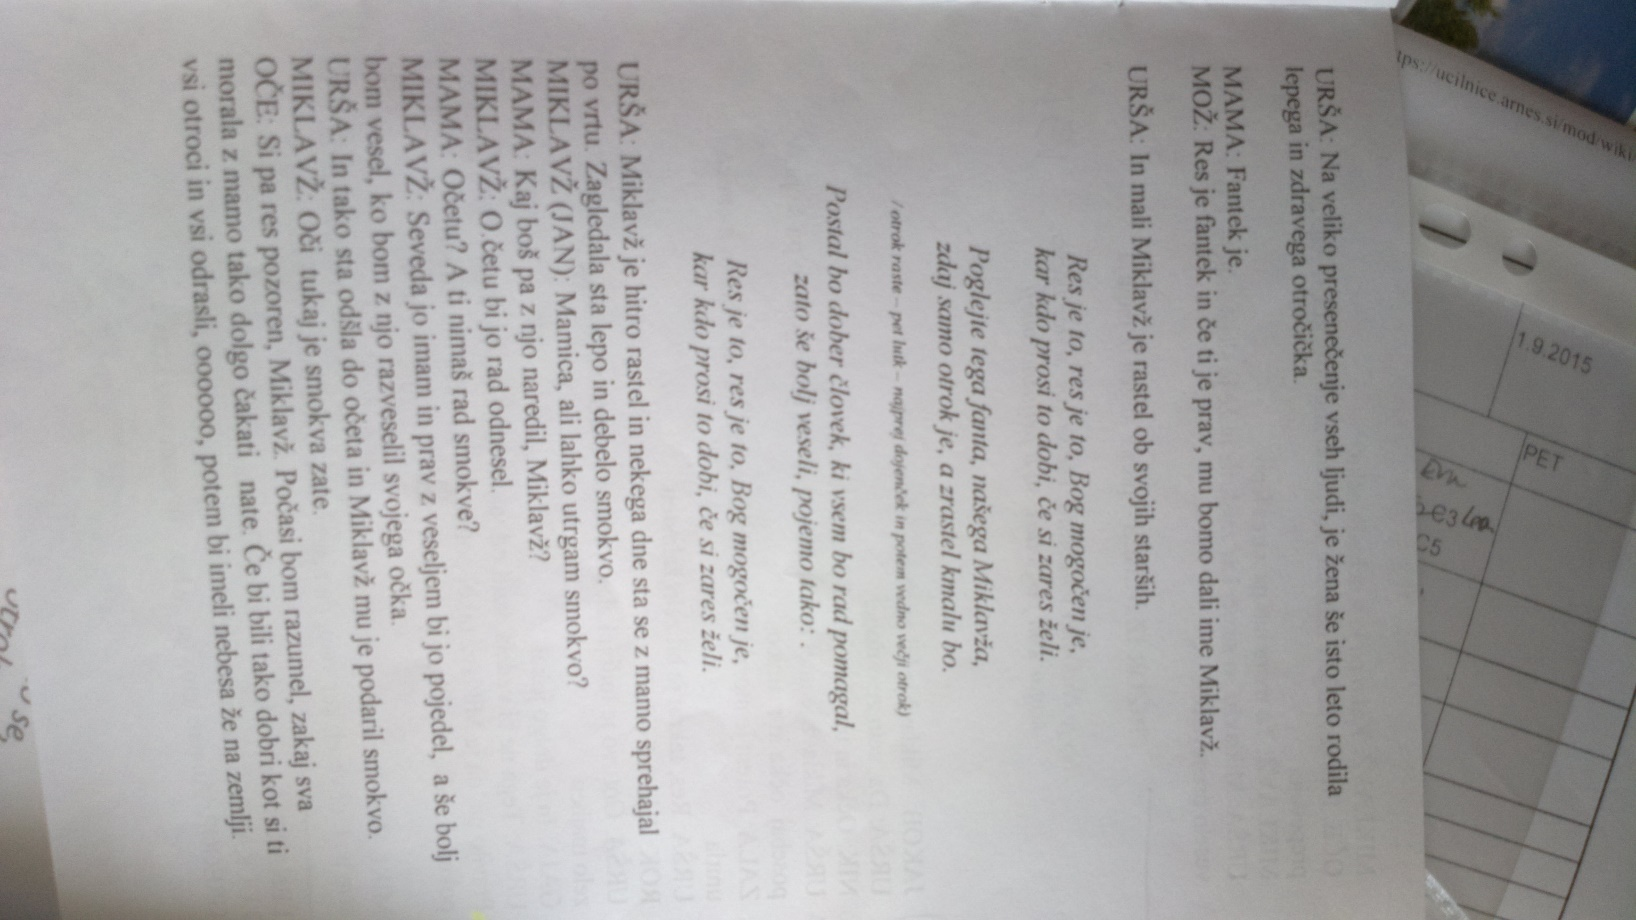 URŠA: Na veliko presenečenje vseh ljudi, je žena še isto leto rodila
lepega in zdravega otročička.
MAMA: Fantek je.
MOŽ: Res je fantek in če ti je prav, mu bomo dali ime Miklavž.
URŠA: In mali Miklavž je rastel ob svojih starših.
Res je to, res je to, Bog mogočen je,
kar kdo prosi to dobi, če si zares želi.
Poglejte tega fanta, našega Miklavža,
zdaj samo otrok je, a zrastel kmalu bo.
/ otrok raste – pet lutk – najprej dojenček in potem vedno večji otrok)
Postal bo dober človek, ki vsem bo rad pomagal,
zato še bolj veseli, pojemo tako: .
Res je to, res je to, Bog mogočen je,
kar kdo prosi to dobi, če si zares želi.
URŠA: Miklavž je hitro rastel in nekega dne sta se z mamo sprehajal
po vrtu. Zagledala sta lepo in debelo smokvo.
MIKLAVŽ (JAN): Mamica, ali lahko utrgam smokvo?
MAMA: Kaj boš pa z njo naredil, Miklavž?
MIKLAVŽ: O.četu bi jo rad odnesel.
MAMA: Očetu? A ti nimaš rad smokve?
MIKLAVŽ: Seveda jo imam in prav z veseljem bi jo pojedel, a še bolj
bom vesel, ko bom z njo razveselil svojega očka.
URŠA: In tako sta odšla do očeta in Miklavž mu je podaril smokvo.
MIKLAVŽ: Oči tukaj je smokva zate.
OČE: Si pa res pozoren, Miklavž. Počasi bom razumel, zakaj sva
morala z mamo tako dolgo čakati nate. Če bi bili tako dobri kot si ti
vsi otroci in vsi odrasli, oooooo, potem bi imeli nebesa že na zemlji.
tps://ucilnice.arnes.si/mod/wiki
1.9.2015
PET
C5
se,